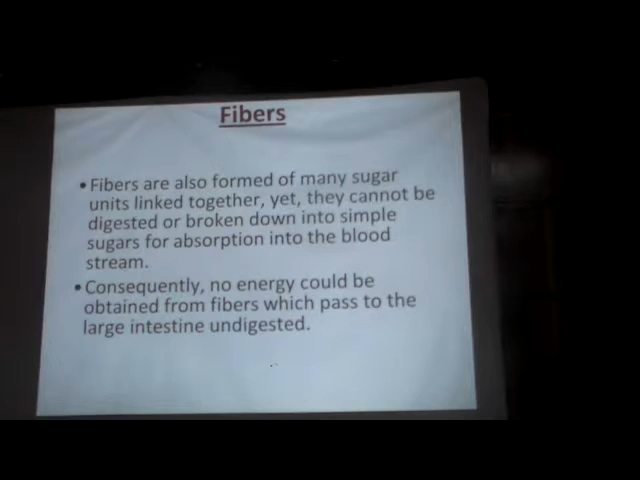 Fibers
• Fibers are also formed of many sugar
units linked together, yet, they cannot be
digested or broken down into simple
sugars for absorption into the blood
stream.
• Consequently, no energy could be
obtained from fibers which pass to the
large intestine undigested.